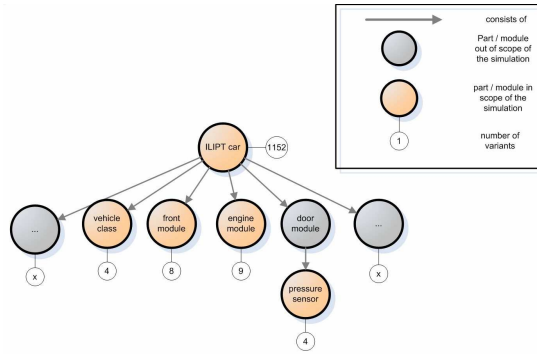 consists of
Part / module
out of scope of
the simulation
part / module in
scope of the
simulation
1
number of
variants
ILIPT car
1152
...
vehicle
class
front
module
engine
module
door
module
...
x
4
8
9
x
pressure
sensor
4